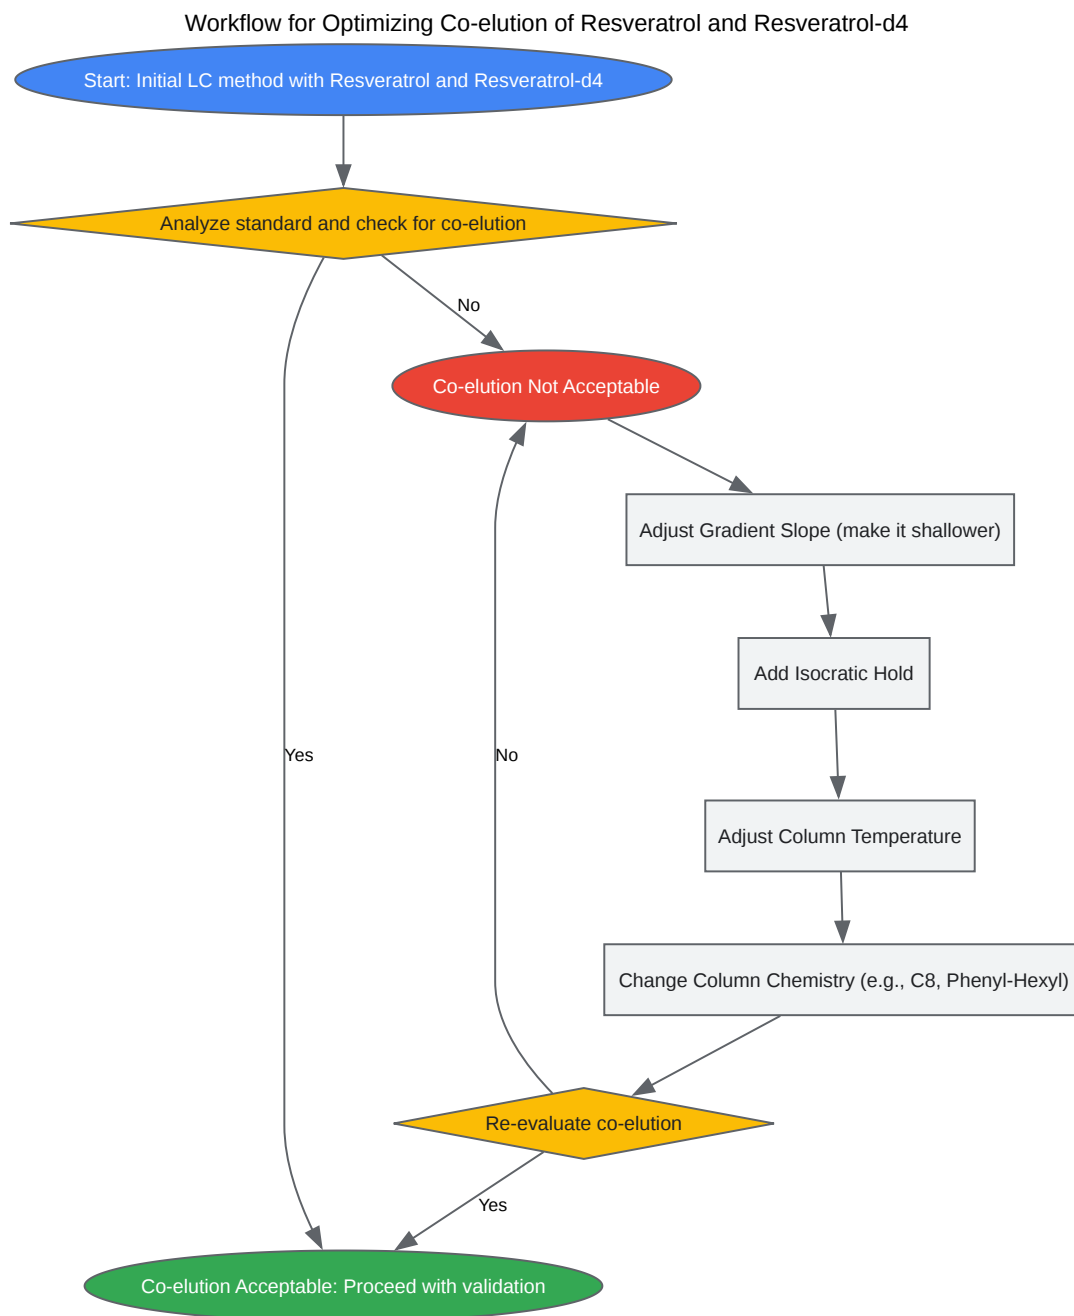 Workflow for Optimizing Co-elution of Resveratrol and Resveratrol-d4
Start: Initial LC method with Resveratrol and Resveratrol-d4
Analyze standard and check for co-elution
No
Co-elution Not Acceptable
Adjust Gradient Slope (make it shallower)
Add Isocratic Hold
Yes
No
Adjust Column Temperature
Change Column Chemistry (e.g., C8, Phenyl-Hexyl)
Re-evaluate co-elution
Yes
Co-elution Acceptable: Proceed with validation